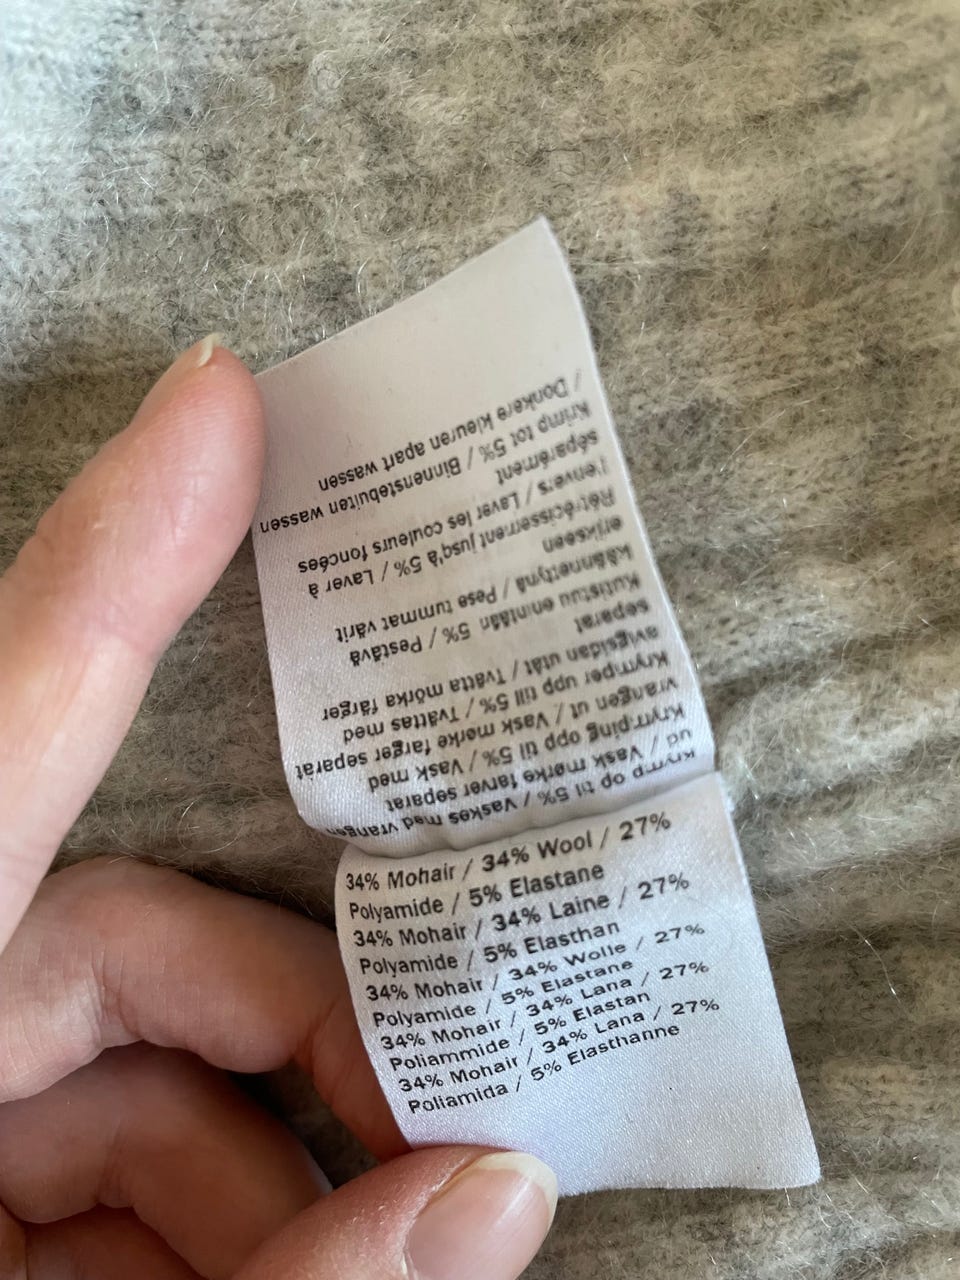 Krymp op til 5% / Vaskes med vrangen
ud / Vask mørke farver separat
Krymping opp til 5% / Vask med
vrangen ut / Vask mørke farger separat
Krymper upp till 5% / Tvättas med
avigsidan utåt / Tvätta mörka färger
separat
Kutistuu enintään 5% / Pestävä
käännettynä / Pese tummat värit
erikseen
Rétrécissement jusq'à 5% / Laver à
l'envers / Laver les couleurs foncées
séparément
Krimp tot 5% / Binnenstebuiten wassen
/ Donkere kleuren apart wassen
34% Mohair / 34% Wool / 27%
Polyamide / 5% Elastane
34% Mohair / 34% Laine / 27%
Polyamide / 5% Elasthan
34% Mohair / 34% Wolle / 27%
Polyamide / 5% Elastane
34% Mohair / 34% Lana / 27%
Poliammide / 5% Elastan
34% Mohair / 34% Lana / 27%
Poliamida / 5% Elasthanne